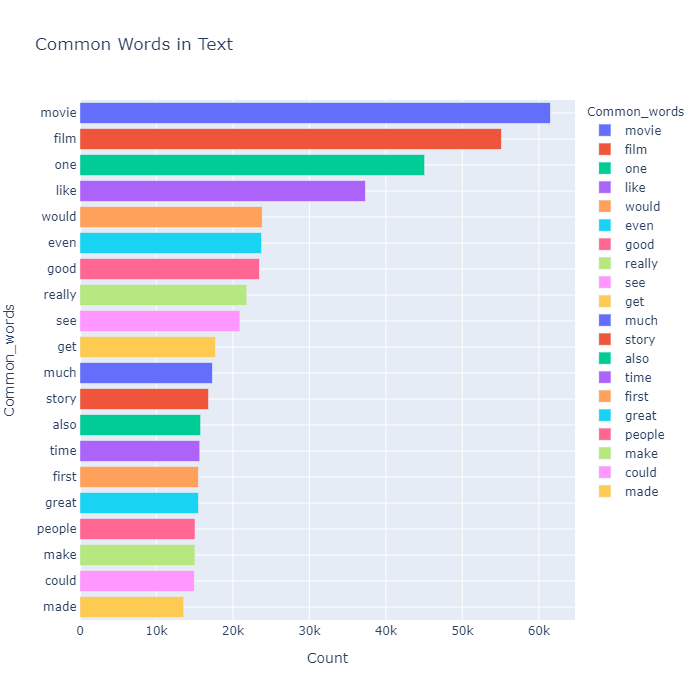 Common Words in Text
Common_words
movie
film
one
like
would
even
good
really
see
get
much
story
also
time
first
great
people
make
could
made
0 10k 20k 30k 40k 50k 60k
Count
Common_words
movie
film
one
like
would
even
good
really
see
get
much
story
also
time
first
great
people
make
could
made